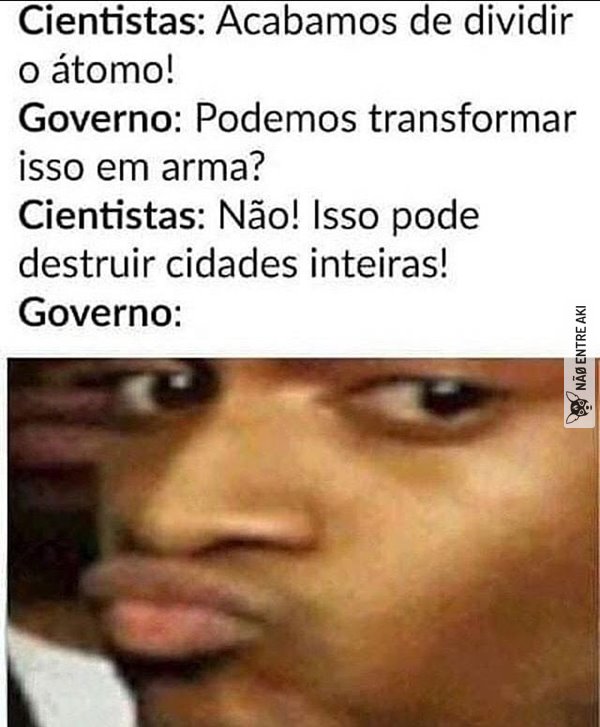 Cientistas: Acabamos de dividir
o átomo!
Governo: Podemos transformar
isso em arma?
Cientistas: Não! Isso pode
destruir cidades inteiras!
Governo:
NÃØ ENTRE AKI